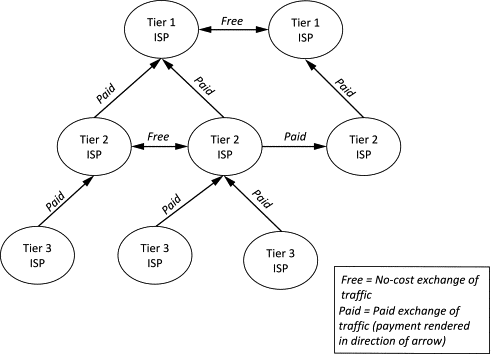 Tier 1
ISP
Free
Tier 1
ISP
Paid
Paid
Paid
Tier 2
ISP
Free
Tier 2
ISP
Paid
Tier 2
ISP
Paid
Paid
Paid
Tier 3
ISP
Tier 3
ISP
Tier 3
ISP
Free = No-cost exchange of
traffic
Paid = Paid exchange of
traffic (payment rendered
in direction of arrow)